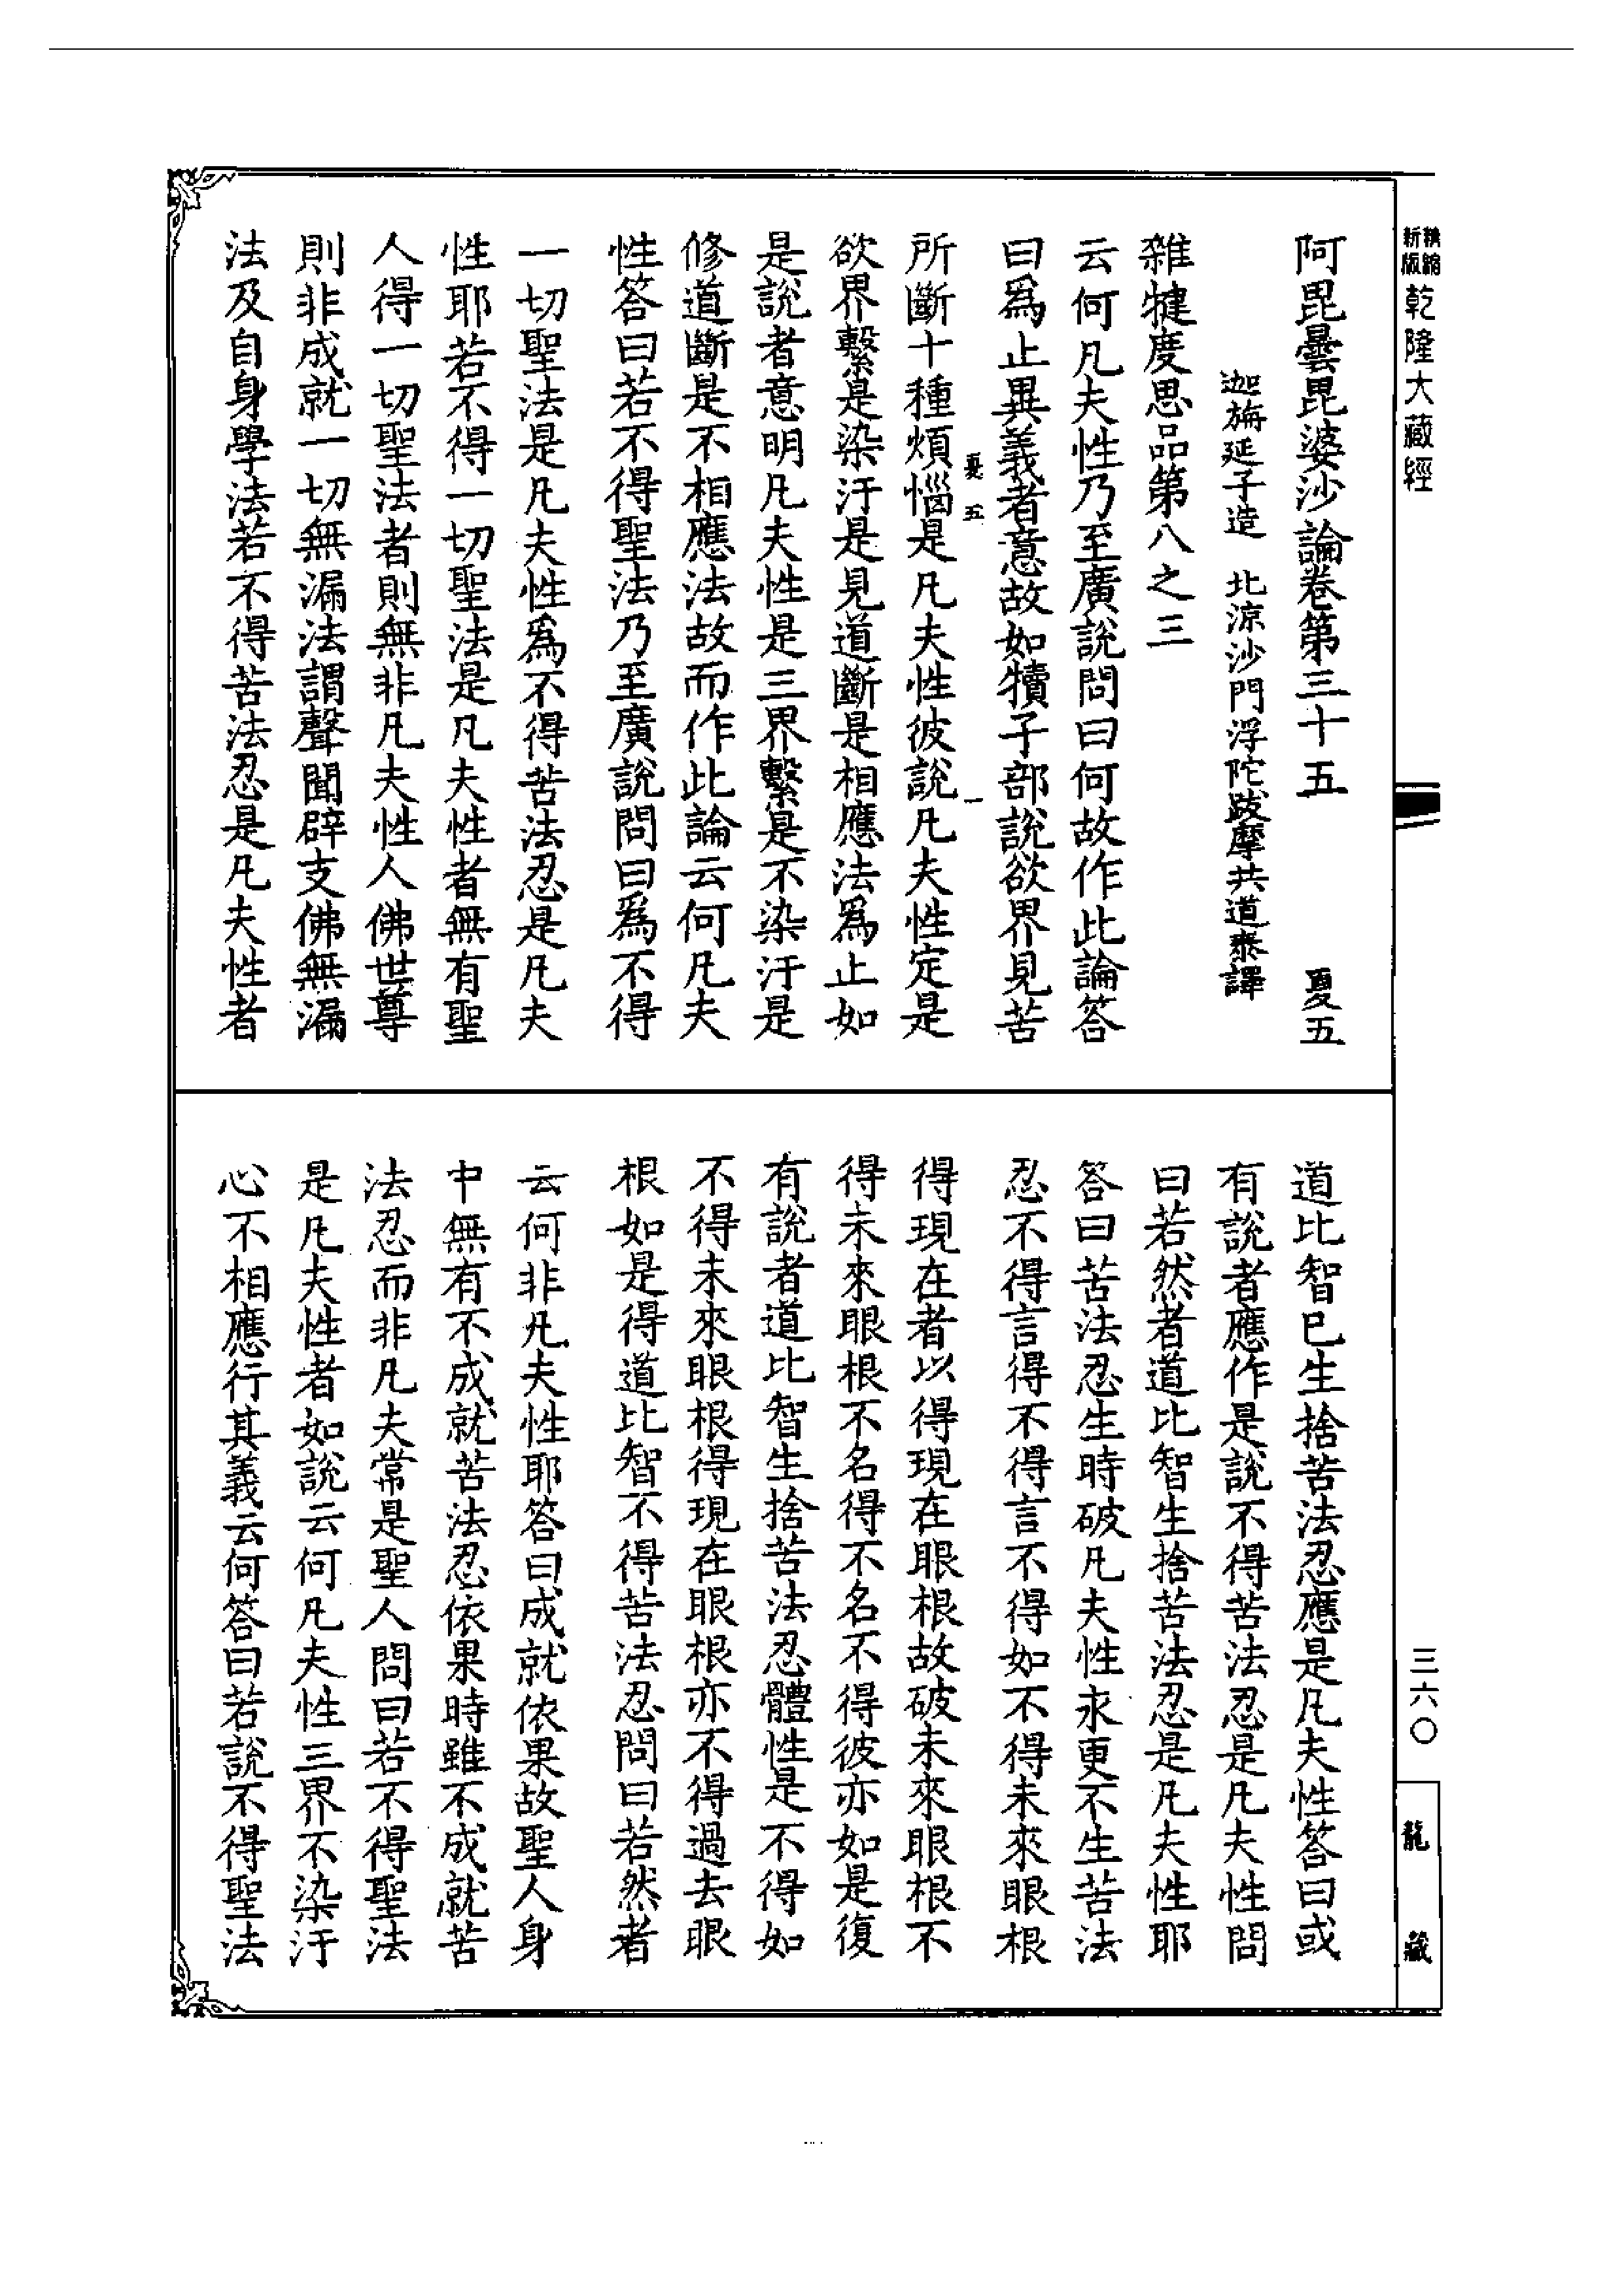 精縮新版乾隆大藏經
阿毘曇毘婆沙論卷第三十五 夏五
迦旃延子造 北涼沙門浮陀跋摩共道泰譯
雜犍度思品第八之三
云何凡夫性乃至廣說問曰何故作此論答
曰爲止異義者意故如犢子部說欲界見苦
夏五 一
所斷十種煩惱是凡夫性彼說凡夫性定是
欲界繫是染汙是見道斷是相應法爲止如
是說者意明凡夫性是三界繫是不染汙是
修道斷是不相應法故而作此論云何凡夫
性答曰若不得聖法乃至廣說問曰爲不得
一切聖法是凡夫性爲不得苦法忍是凡夫
性耶若不得一切聖法是凡夫性者無有聖
人得一切聖法者則無非凡夫性人佛世尊
則非成就一切無漏法謂聲聞辟支佛無漏
法及自身學法若不得苦法忍是凡夫性者
道比智已生捨苦法忍應是凡夫性答曰或
有說者應作是說不得苦法忍是凡夫性問
曰若然者道比智生捨苦法忍是凡夫性耶
答曰苦法忍生時破凡夫性永更不生苦法
忍不得言得不得言不得如不得未來眼根
得現在者以得現在眼根故破未來眼根不
得未來眼根不名得不名不得彼亦如是復
有說者道比智生捨苦法忍體性是不得如
不得未來眼根得現在眼根亦不得過去眼
根如是得道比智不得苦法忍問曰若然者
云何非凡夫性耶答曰成就依果故聖人身
中無有不成就苦法忍依果時雖不成就苦
法忍而非凡夫常是聖人問曰若不得聖法
是凡夫性者如說云何凡夫性三界不染汙
心不相應行其義云何答曰若說不得聖法
三六〇
龍藏